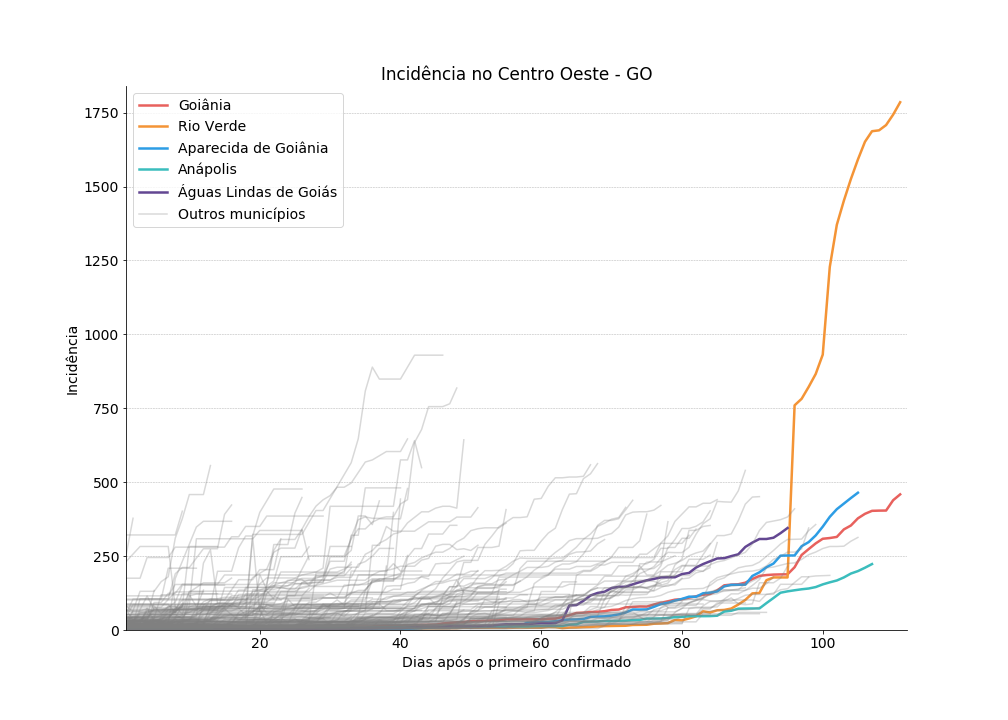 Incidência no Centro Oeste - GO
Goiânia
Rio Verde
Aparecida de Goiânia
Anápolis
Águas Lindas de Goiás
Outros municípios
Incidência
1750
1500
1250
1000
750
500
250
0
20 40 60 80 100
Dias após o primeiro confirmado